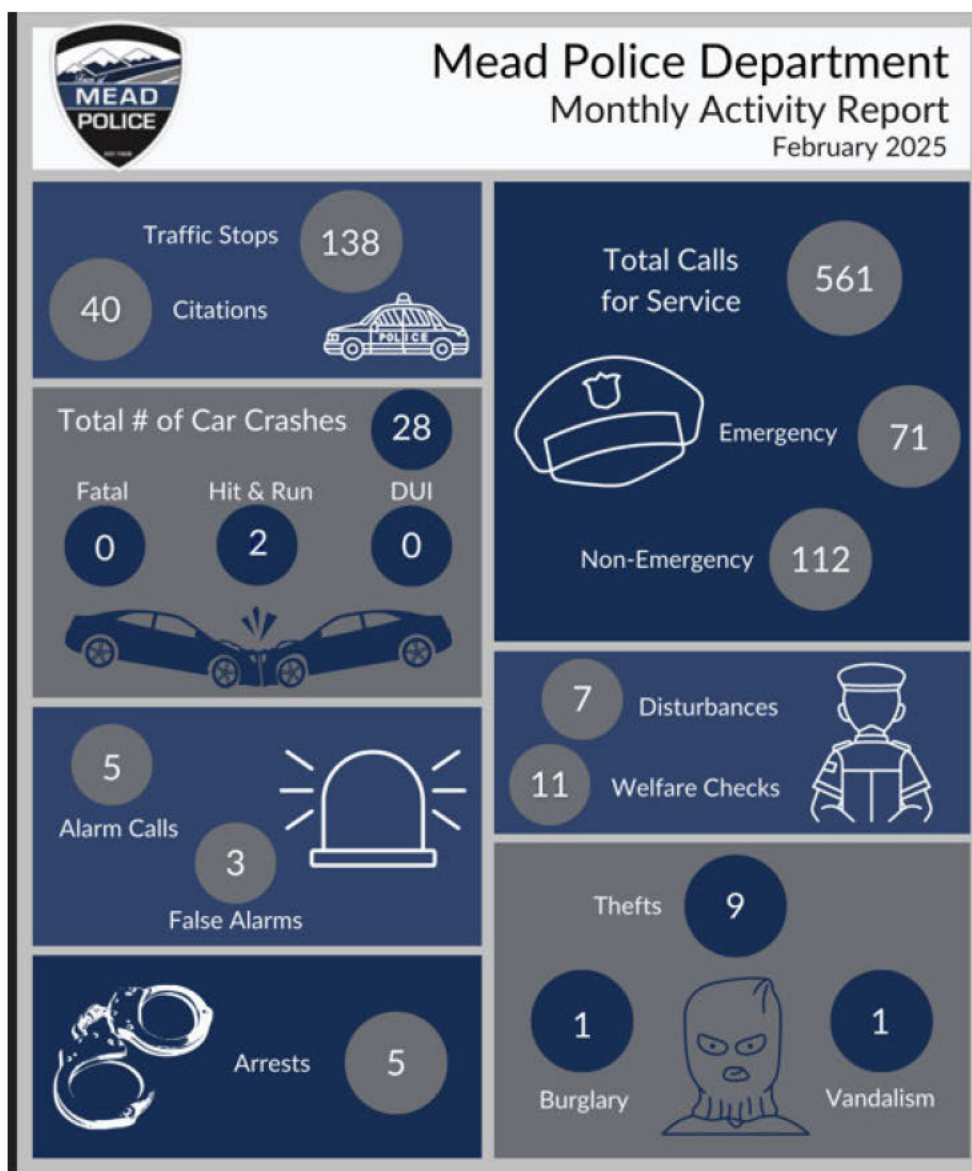 Town of
MEAD
POLICE
Mead Police Department
Monthly Activity Report
February 2025
Traffic Stops
138
40
Citations
POLICE
Total # of Car Crashes
28
Fatal
Hit & Run
DUI
0
2
0
5
Alarm Calls
3
False Alarms
Arrests
5
Total Calls
for Service
561
Emergency
71
Non-Emergency
112
7
Disturbances
11
Welfare Checks
Thefts
9
1
Burglary
1
Vandalism